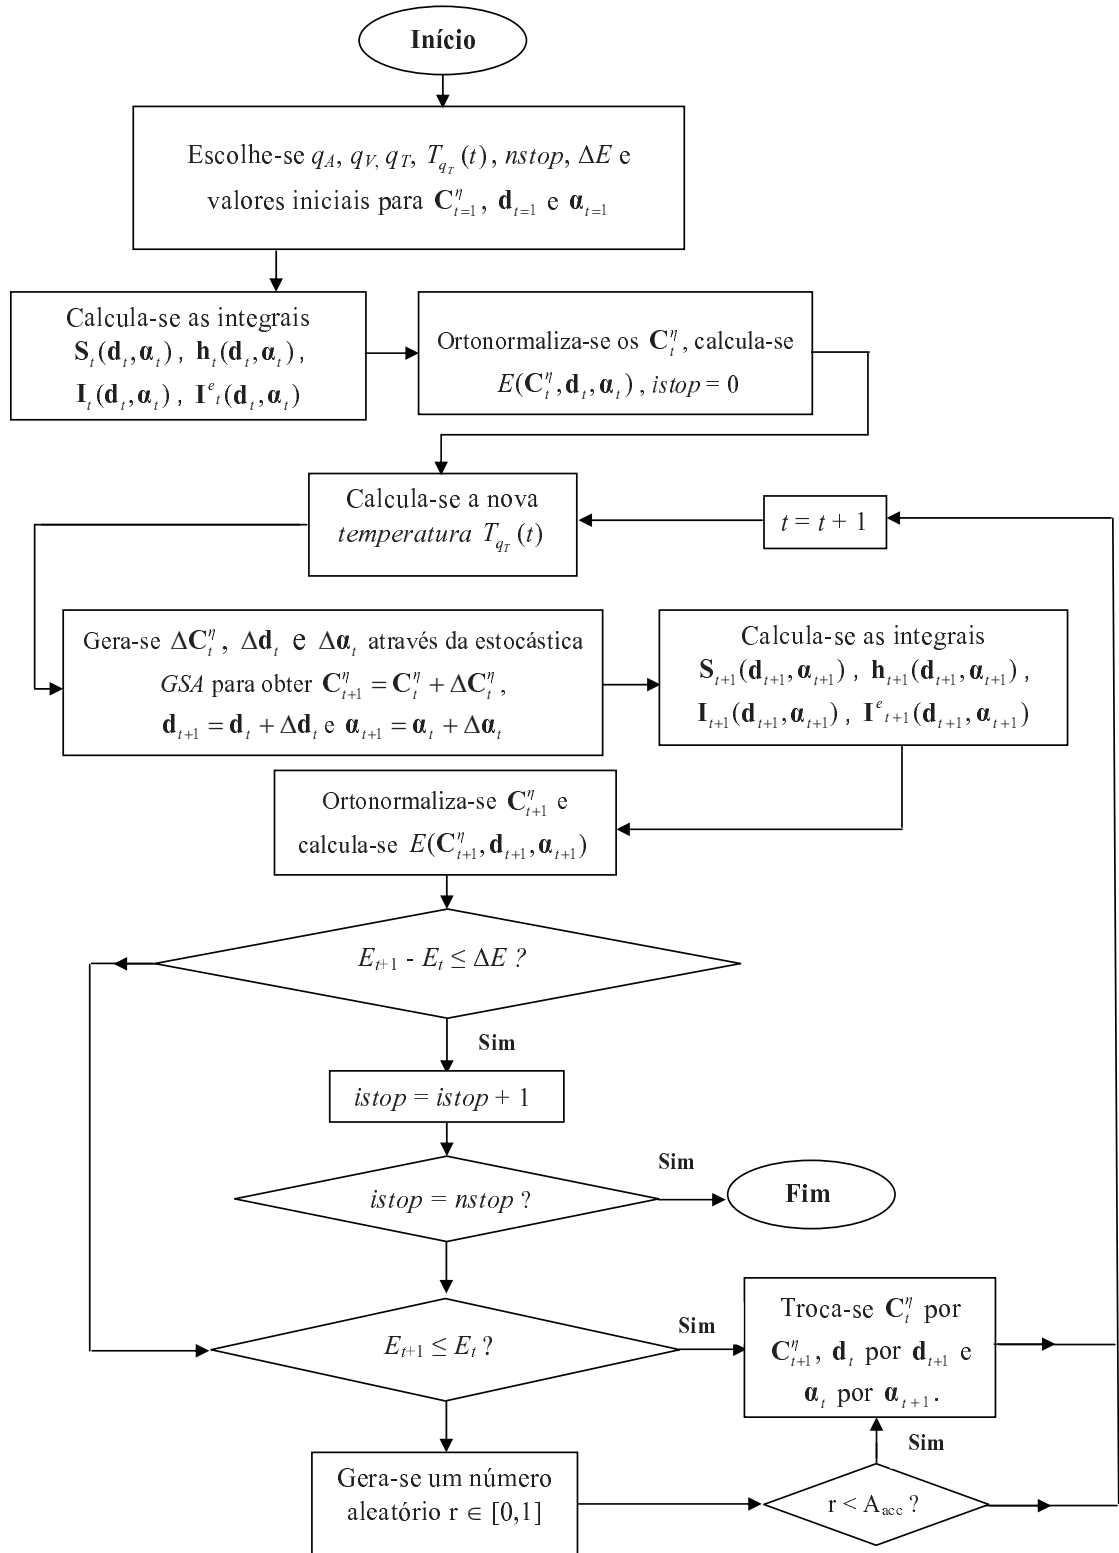 Início
Escolhe-se q_A, q_V, q_T, T_{q_T}(t), nstop, ΔE e
valores iniciais para C^η_{t=1}, d_{t=1} e α_{t=1}
Calcula-se as integrais
S_t(d_t,α_t), h_t(d_t,α_t),
I_t(d_t,α_t), I^e_t(d_t,α_t)
Ortonormaliza-se os C^η_t, calcula-se
E(C^η_t,d_t,α_t), istop = 0
Calcula-se a nova
temperatura T_{q_T}(t)
t = t + 1
Gera-se ΔC^η_t, Δd_t e Δα_t através da estocástica
GSA para obter C^η_{t+1} = C^η_t + ΔC^η_t,
d_{t+1} = d_t + Δd_t e α_{t+1} = α_t + Δα_t
Calcula-se as integrais
S_{t+1}(d_{t+1},α_{t+1}), h_{t+1}(d_{t+1},α_{t+1}),
I_{t+1}(d_{t+1},α_{t+1}), I^e_{t+1}(d_{t+1},α_{t+1})
Ortonormaliza-se C^η_{t+1} e
calcula-se E(C^η_{t+1},d_{t+1},α_{t+1})
E_{t+1} - E_t ≤ ΔE ?
Sim
istop = istop + 1
istop = nstop ?
Sim
Fim
E_{t+1} ≤ E_t ?
Sim
Troca-se C^η_t por
C^η_{t+1}, d_t por d_{t+1} e
α_t por α_{t+1}.
Sim
Gera-se um número
aleatório r ∈ [0,1]
r < A_{acc} ?